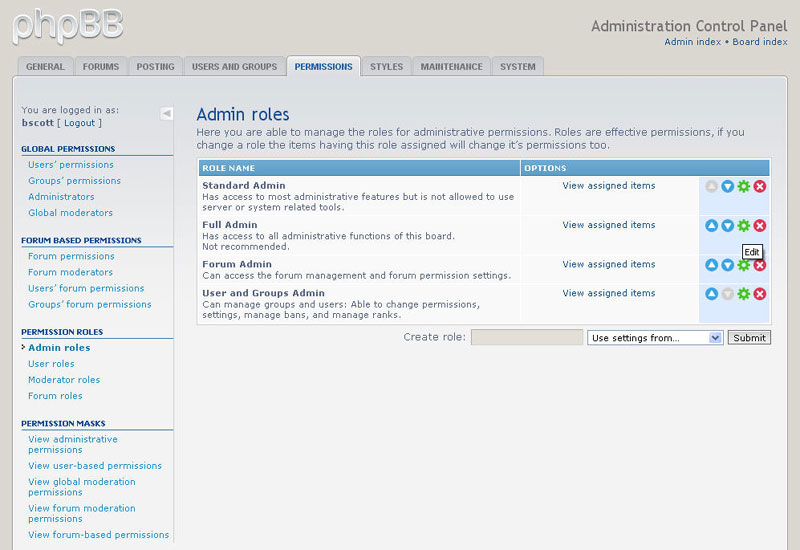 phpBB
Administration Control Panel
Admin index • Board index
GENERAL
FORUMS
POSTING
USERS AND GROUPS
PERMISSIONS
STYLES
MAINTENANCE
SYSTEM
You are logged in as:
bscott [ Logout ]
GLOBAL PERMISSIONS
Users’ permissions
Groups’ permissions
Administrators
Global moderators
FORUM BASED PERMISSIONS
Forum permissions
Forum moderators
Users’ forum permissions
Groups’ forum permissions
PERMISSION ROLES
Admin roles
User roles
Moderator roles
Forum roles
PERMISSION MASKS
View administrative
permissions
View user-based permissions
View global moderation
permissions
View forum moderation
permissions
View forum-based permissions
Admin roles
Here you are able to manage the roles for administrative permissions. Roles are effective permissions, if you
change a role the items having this role assigned will change it’s permissions too.
ROLE NAME
OPTIONS
Standard Admin
Has access to most administrative features but is not allowed to use
server or system related tools.
View assigned items
Full Admin
Has access to all administrative functions of this board.
Not recommended.
View assigned items
Edit
Forum Admin
Can access the forum management and forum permission settings.
View assigned items
User and Groups Admin
Can manage groups and users: Able to change permissions,
settings, manage bans, and manage ranks.
View assigned items
Create role:
Use settings from...
Submit